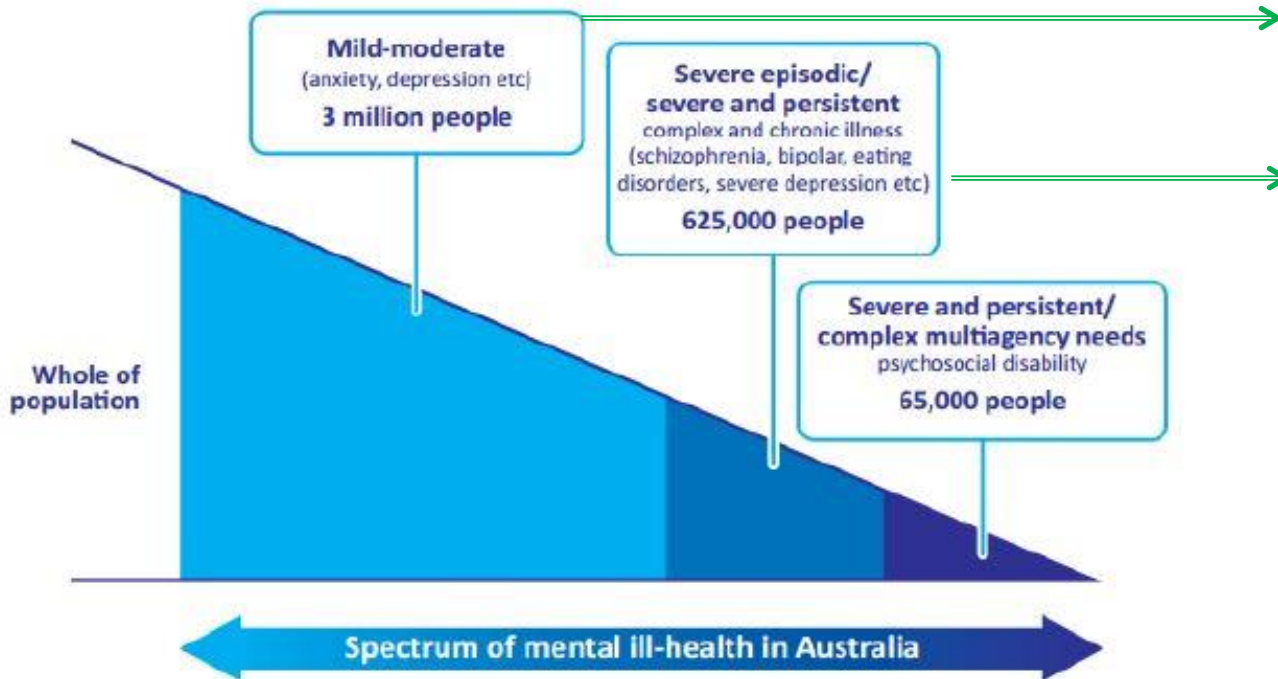 Mild-moderate
(anxiety, depression etc)
3 million people
Severe episodic/
severe and persistent
complex and chronic illness
(schizophrenia, bipolar, eating
disorders, severe depression etc)
625,000 people
Severe and persistent/
complex multiagency needs
psychosocial disability
65,000 people
Whole of
population
Spectrum of mental ill-health in Australia